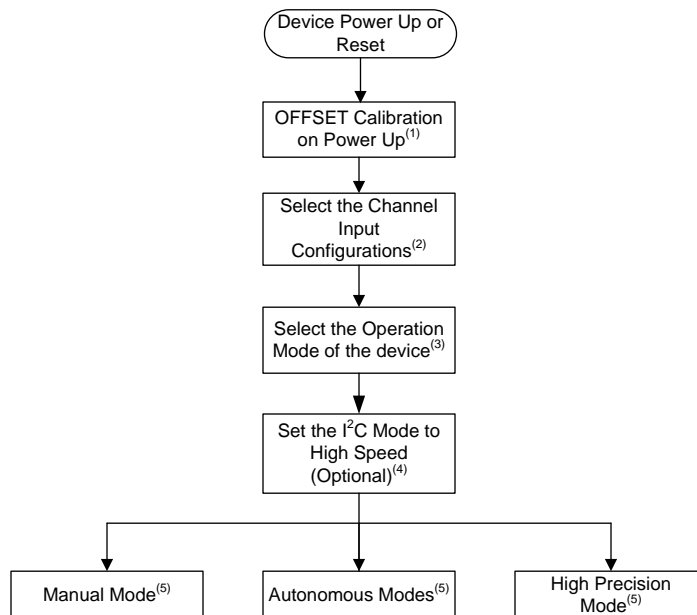 Device Power Up or
Reset
OFFSET Calibration
on Power Up(1)
Select the Channel
Input
Configurations(2)
Select the Operation
Mode of the device(3)
Set the I2C Mode to
High Speed
(Optional)(4)
Manual Mode(5)
Autonomous Modes(5)
High Precision
Mode(5)